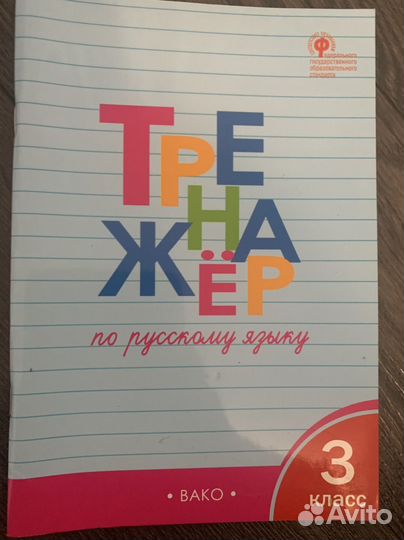 федерального
государственного
образовательного
стандарта
ТРЕ
НА
ЖЁР
по русскому языку
3
класс
• ВАКО •
Avito